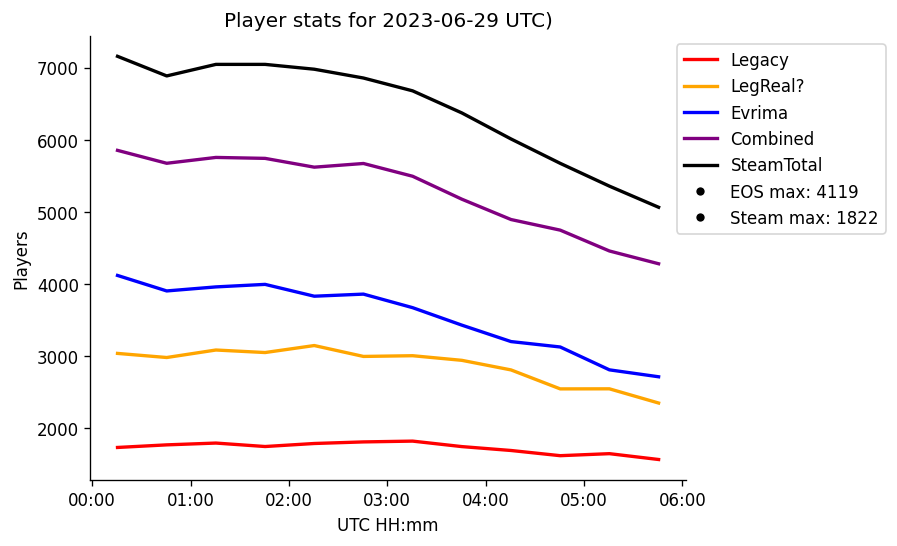 Player stats for 2023-06-29 UTC)
Players
7000
6000
5000
4000
3000
2000
00:00 01:00 02:00 03:00 04:00 05:00 06:00
UTC HH:mm
Legacy
LegReal?
Evrima
Combined
SteamTotal
EOS max: 4119
Steam max: 1822